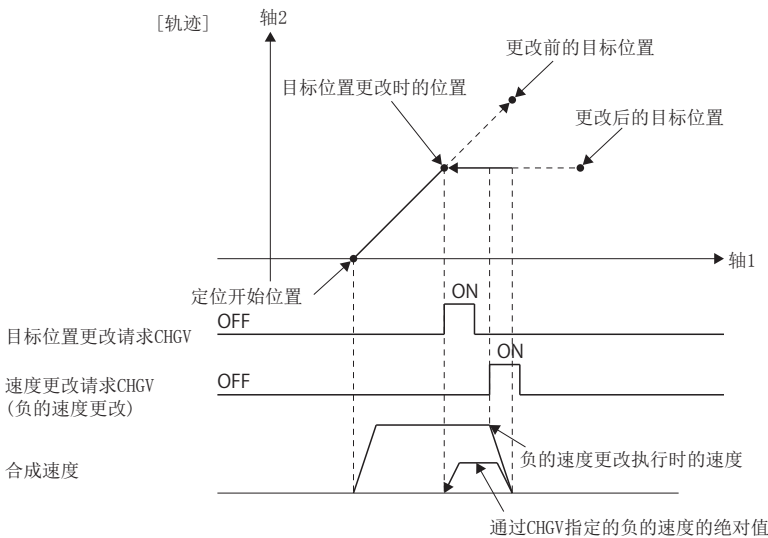 [轨迹]
轴2
更改前的目标位置
目标位置更改时的位置
更改后的目标位置
轴1
定位开始位置
ON
目标位置更改请求CHGV
OFF
ON
速度更改请求CHGV
(负的速度更改)
OFF
负的速度更改执行时的速度
合成速度
通过CHGV指定的负的速度的绝对值